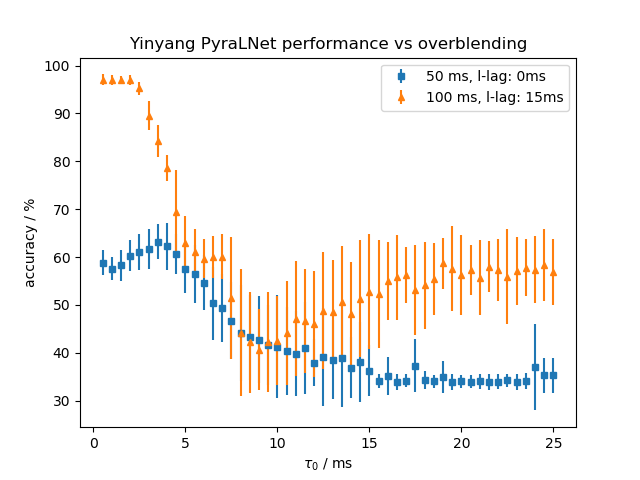 Yinyang PyraLNet performance vs overblending
50 ms, l-lag: 0ms
100 ms, l-lag: 15ms
accuracy / %
100
90
80
70
60
50
40
30
0 5 10 15 20 25
τ₀ / ms